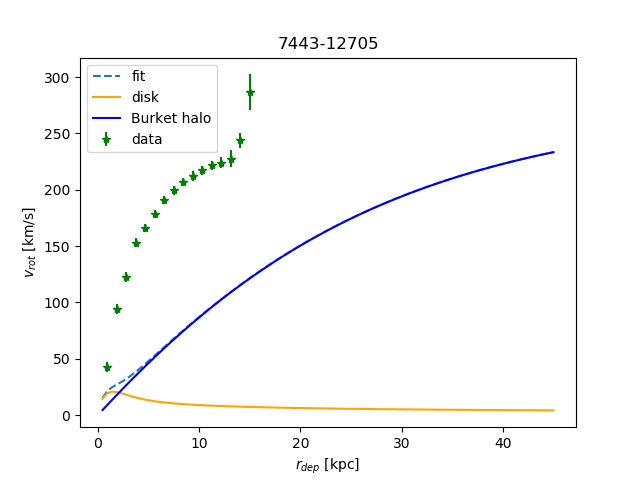 7443-12705
fit
disk
Burket halo
data
300
250
200
150
100
50
0
v_rot [km/s]
0 10 20 30 40
r_dep [kpc]